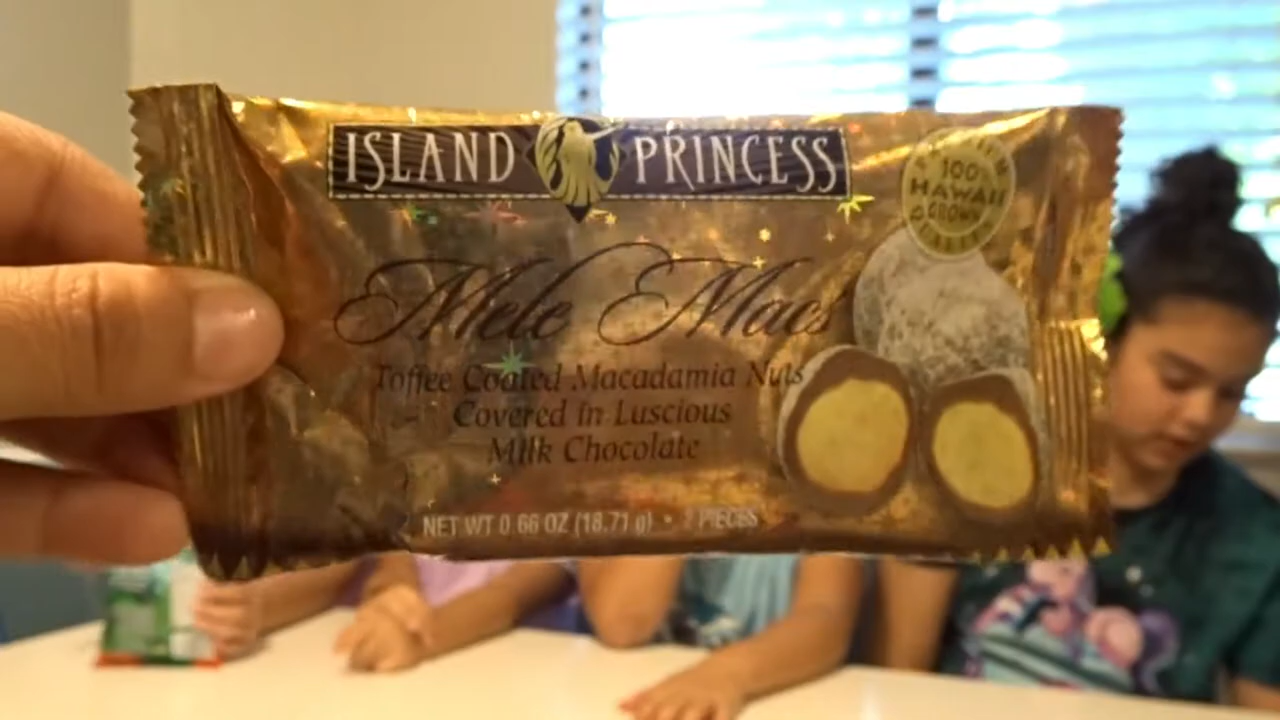 ISLAND PRINCESS
100%
HAWAII
GROWN
Mele Macs
Toffee Coated Macadamia Nuts
Covered in Luscious
Milk Chocolate
NET WT 0.66 OZ (18.71 g) • 2 PIECES